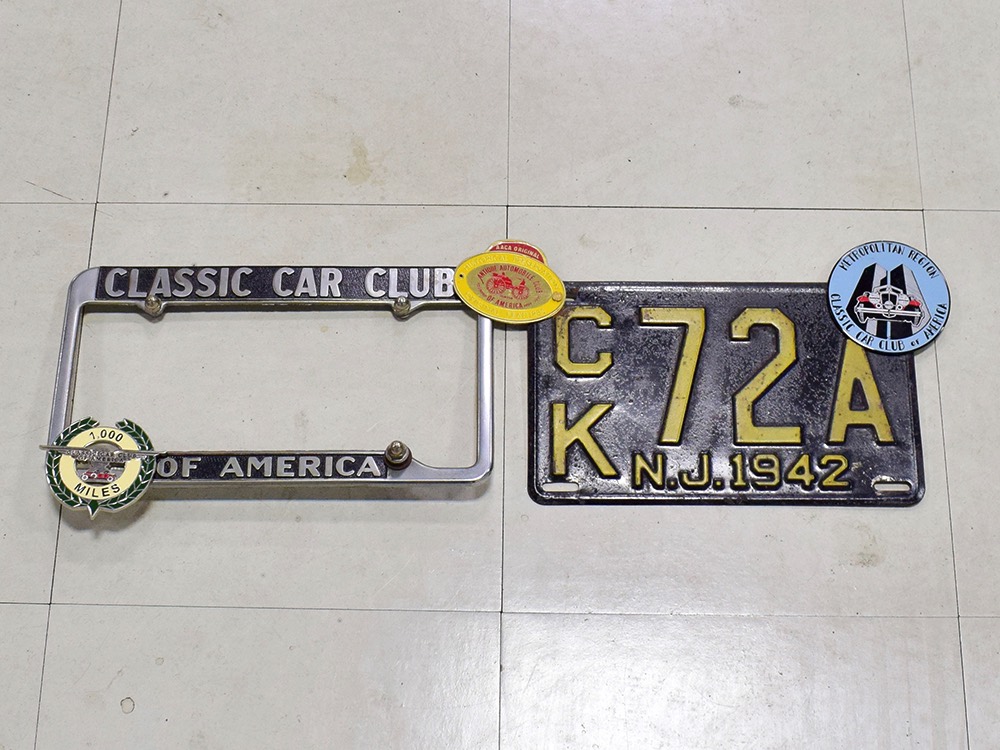 CLASSIC CAR CLUB
OF AMERICA
1,000
MILES
AACA ORIGINAL
ANTIQUE AUTOMOBILE CLUB
OF AMERICA
CK 72A
N.J. 1942
METROPOLITAN REGION
CLASSIC CAR CLUB OF AMERICA